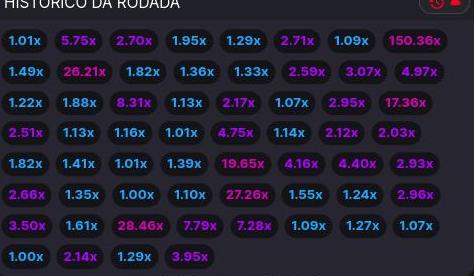 HISTÓRICO DA RODADA
1.01x 5.75x 2.70x 1.95x 1.29x 2.71x 1.09x 150.36x
1.49x 26.21x 1.82x 1.36x 1.33x 2.59x 3.07x 4.97x
1.22x 1.88x 8.31x 1.13x 2.17x 1.07x 2.95x 17.36x
2.51x 1.13x 1.16x 1.01x 4.75x 1.14x 2.12x 2.03x
1.82x 1.41x 1.01x 1.39x 19.65x 4.16x 4.40x 2.93x
2.66x 1.35x 1.00x 1.10x 27.26x 1.55x 1.24x 2.96x
3.50x 1.61x 28.46x 7.79x 7.28x 1.09x 1.27x 1.07x
1.00x 2.14x 1.29x 3.95x